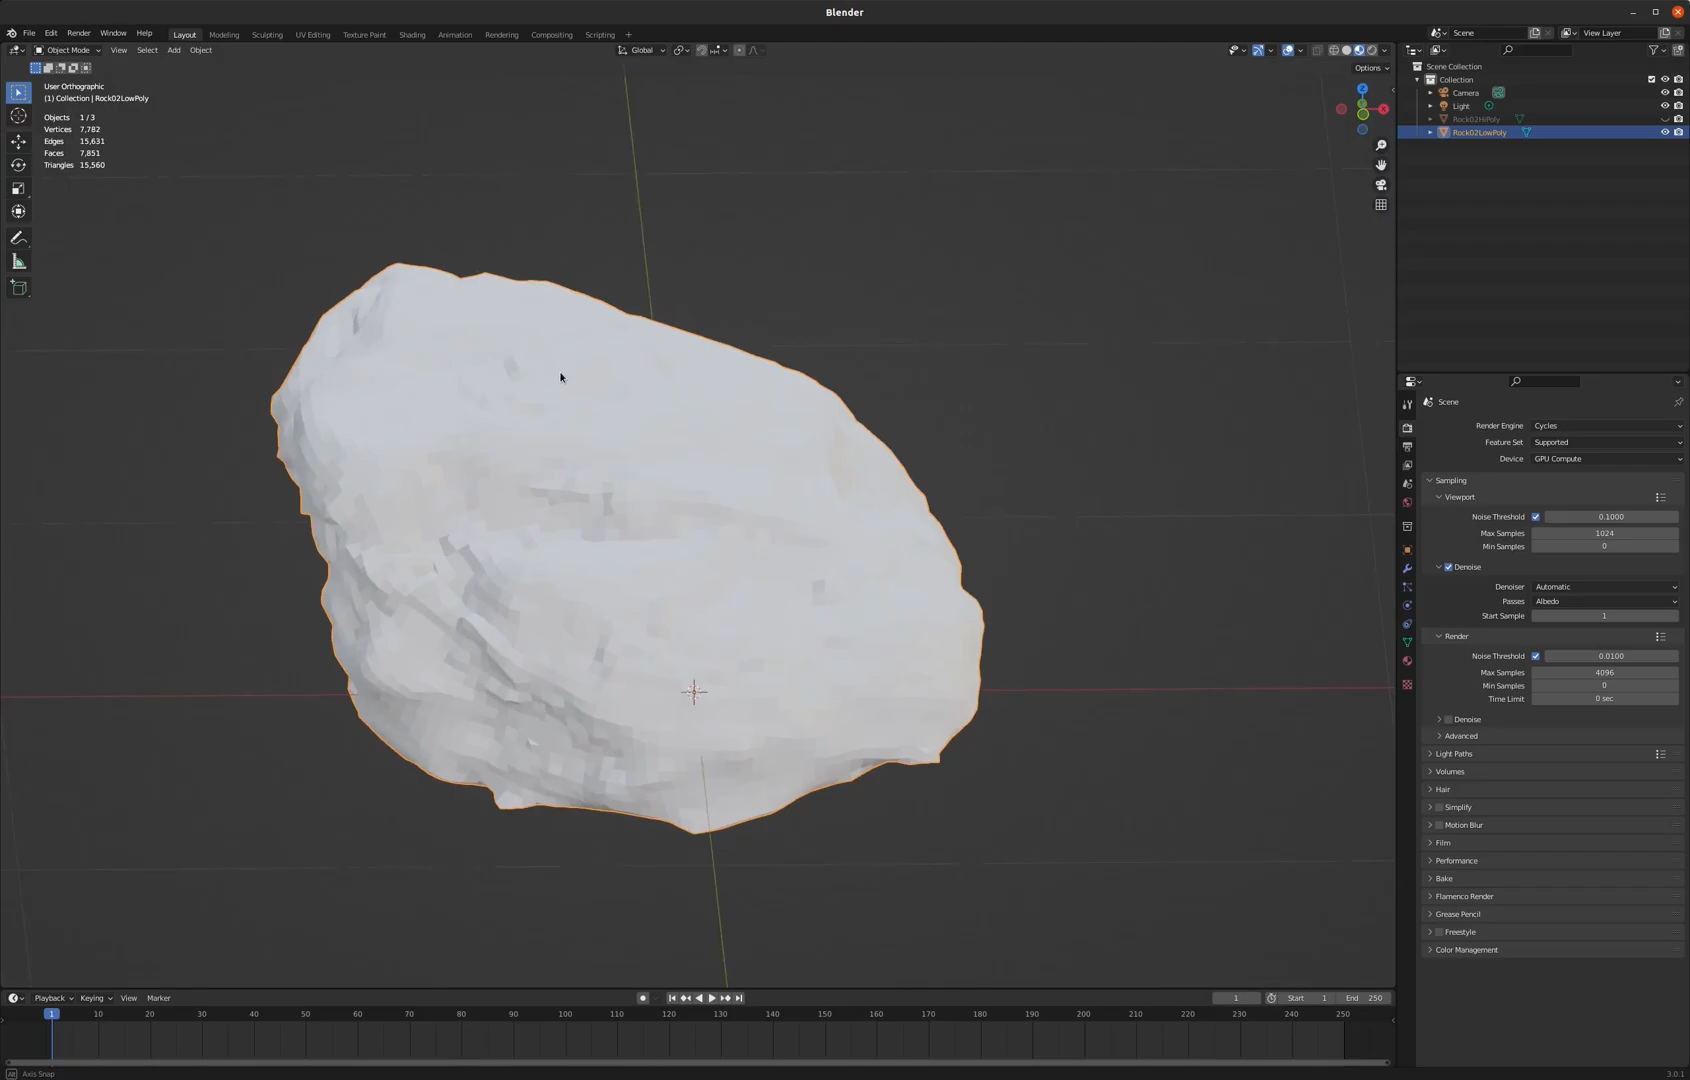 Blender
File Edit Render Window Help Layout Modeling Sculpting UV Editing Texture Paint Shading Animation Rendering Compositing Scripting + Scene View Layer
Object Mode View Select Add Object Global
Options
User Orthographic
(1) Collection | Rock02LowPoly
Objects 1 / 3
Vertices 7,782
Edges 15,631
Faces 7,851
Triangles 15,560
Z
X
Scene Collection
Collection
Camera
Light
Rock02HiPoly
Rock02LowPoly
Scene
Render Engine Cycles
Feature Set Supported
Device GPU Compute
Sampling
Viewport
Noise Threshold 0.1000
Max Samples 1024
Min Samples 0
Denoise
Denoiser Automatic
Passes Albedo
Start Sample 1
Render
Noise Threshold 0.0100
Max Samples 4096
Min Samples 0
Time Limit 0 sec
Denoise
Advanced
Light Paths
Volumes
Hair
Simplify
Motion Blur
Film
Performance
Bake
Flamenco Render
Grease Pencil
Freestyle
Color Management
Playback Keying View Marker 1 Start 1 End 250
1 10 20 30 40 50 60 70 80 90 100 110 120 130 140 150 160 170 180 190 200 210 220 230 240 250
Alt Axis Snap 3.0.1